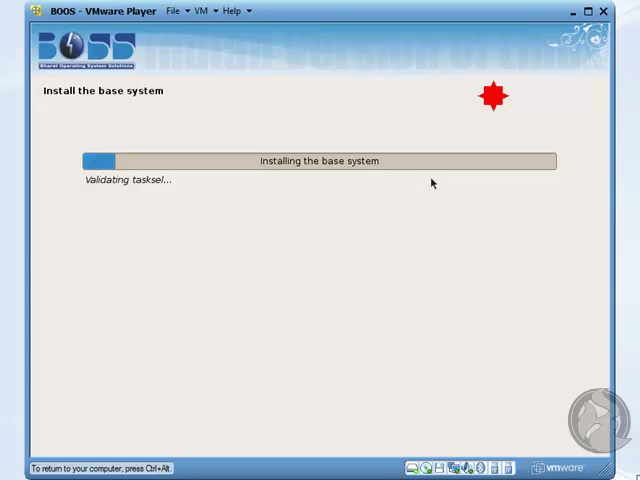 BOOS - VMware Player File VM Help
BOSS
Bharat Operating System Solutions
Install the base system
Installing the base system
Validating tasksel...
To return to your computer, press Ctrl+Alt.
vmware